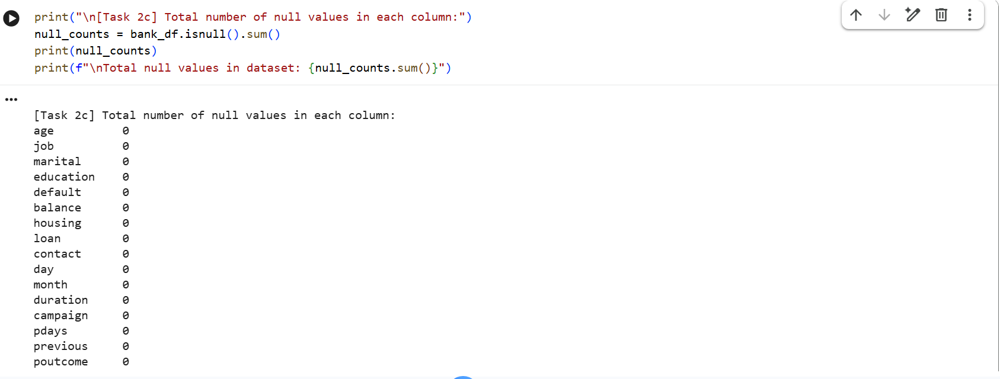 print("\n[Task 2c] Total number of null values in each column:")
null_counts = bank_df.isnull().sum()
print(null_counts)
print(f"\nTotal null values in dataset: {null_counts.sum()}")
[Task 2c] Total number of null values in each column:
age 0
job 0
marital 0
education 0
default 0
balance 0
housing 0
loan 0
contact 0
day 0
month 0
duration 0
campaign 0
pdays 0
previous 0
poutcome 0